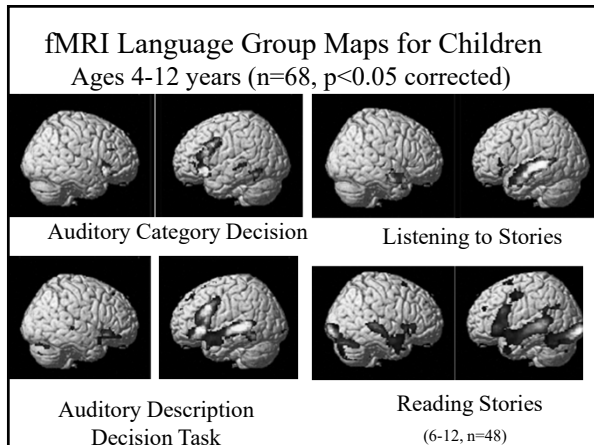 fMRI Language Group Maps for Children
Ages 4-12 years (n=68, p<0.05 corrected)
Auditory Category Decision
Listening to Stories
Auditory Description
Decision Task
Reading Stories
(6-12, n=48)